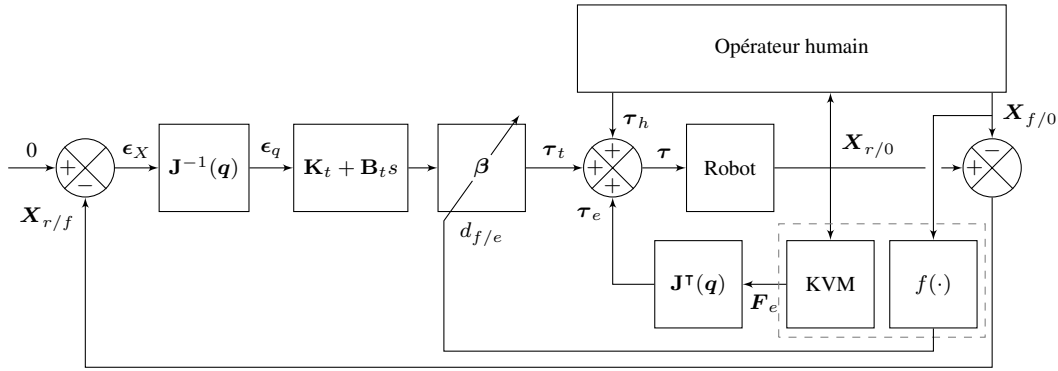 Opérateur humain
0
+
−
ϵ_X
J⁻¹(q)
ϵ_q
K_t + B_t s
β
d_{f/e}
τ_t
τ_h
+
+
+
τ_e
τ
Robot
X_{r/0}
X_{f/0}
−
+
X_{r/f}
J^⊤(q)
F_e
KVM
f(·)